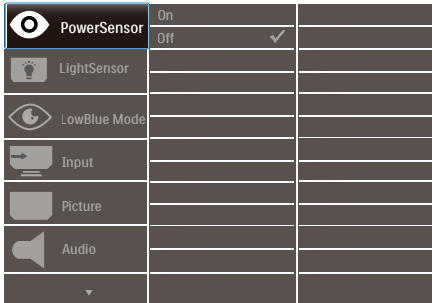 PowerSensor
On
Off
LightSensor
LowBlue Mode
Input
Picture
Audio